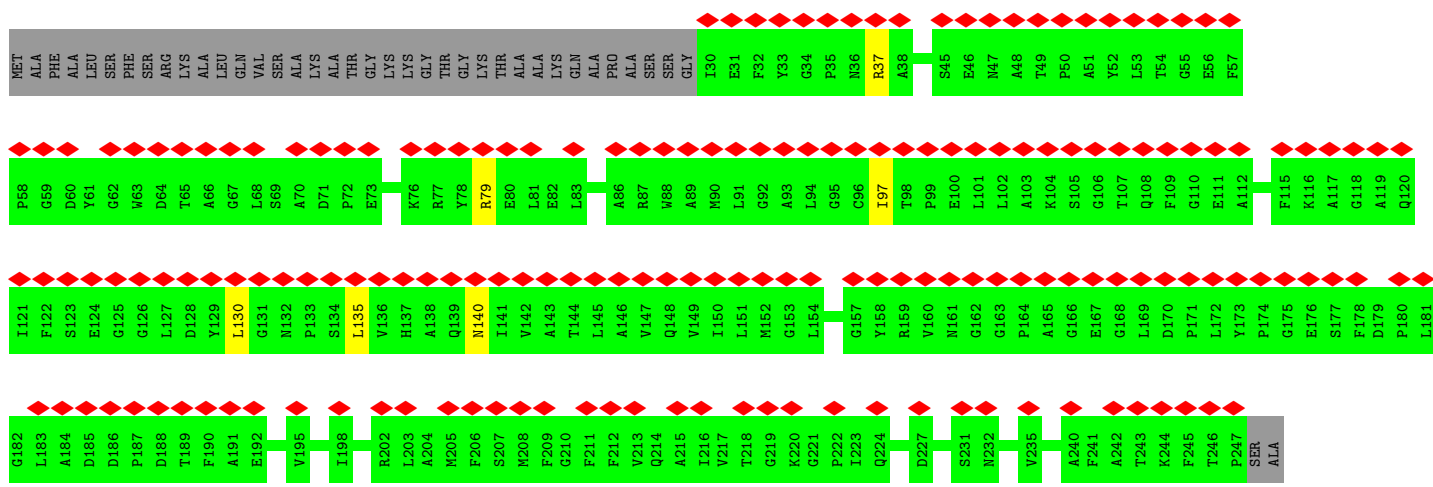 MET ALA PHE ALA LEU SER PHE SER ARG LYS ALA LEU GLN VAL SER ALA LYS ALA THR GLY LYS LYS GLY THR GLY LYS THR ALA ALA LYS GLN ALA PRO ALA SER SER GLY I30 E31 F32 Y33 G34 P35 N36 R37 A38 S45 E46 N47 A48 T49 P50 A51 Y52 L53 T54 G55 E56 F57
P58 G59 D60 Y61 G62 W63 D64 T65 A66 G67 L68 S69 A70 D71 P72 E73 K76 R77 Y78 R79 E80 L81 E82 L83 A86 R87 W88 A89 M90 L91 G92 A93 L94 G95 C96 I97 T98 P99 E100 L101 L102 A103 K104 S105 G106 T107 Q108 F109 G110 E111 A112 F115 K116 A117 G118 A119 Q120
I121 F122 S123 E124 G125 G126 L127 D128 Y129 L130 G131 N132 P133 S134 L135 V136 H137 A138 Q139 N140 I141 V142 A143 T144 L145 A146 V147 Q148 V149 I150 L151 M152 G153 L154 G157 Y158 R159 V160 N161 G162 G163 P164 A165 G166 E167 G168 L169 D170 P171 L172 Y173 P174 G175 E176 S177 F178 D179 P180 L181
G182 L183 A184 D185 D186 P187 D188 T189 F190 A191 E192 V195 I198 R202 L203 A204 M205 F206 S207 M208 F209 G210 F211 F212 V213 Q214 A215 I216 V217 T218 G219 K220 G221 P222 I223 Q224 D227 S231 N232 V235 A240 F241 A242 T243 K244 F245 T246 P247 SER ALA